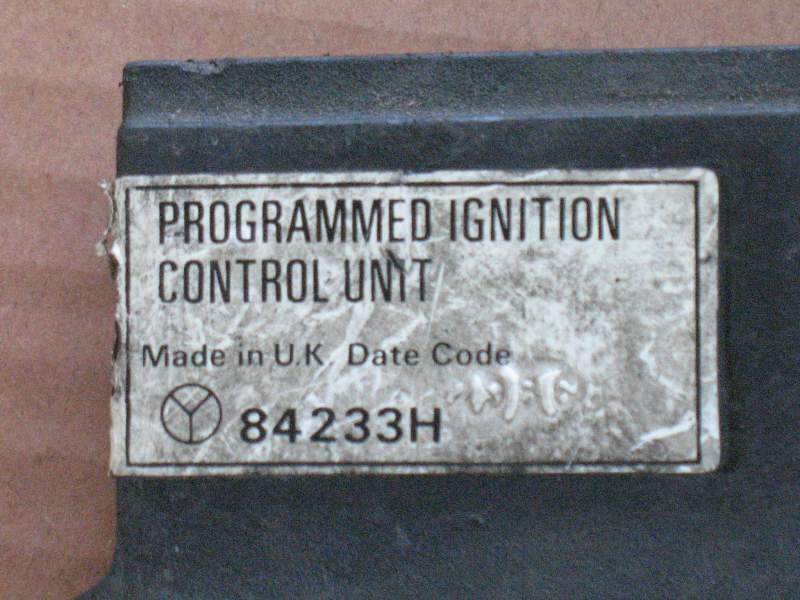 PROGRAMMED IGNITION
CONTROL UNIT
Made in U.K. Date Code
84233H